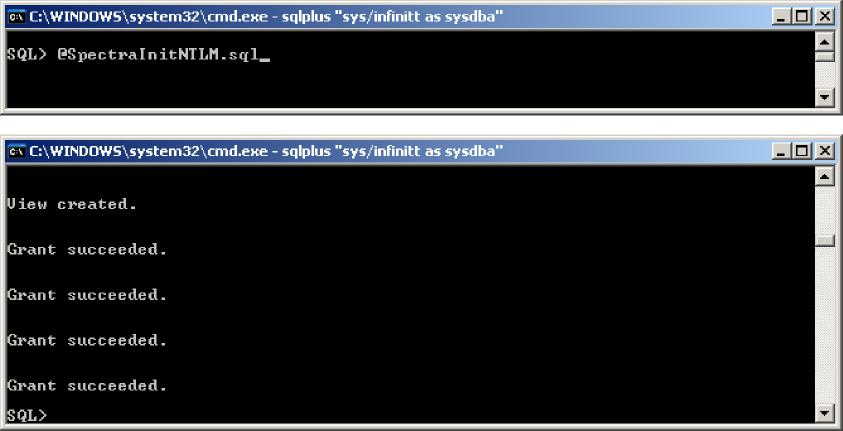 C:\WINDOWS\system32\cmd.exe - sqlplus "sys/infinitt as sysdba"
SQL> @SpectraInitNTLM.sql_
C:\WINDOWS\system32\cmd.exe - sqlplus "sys/infinitt as sysdba"
View created.
Grant succeeded.
Grant succeeded.
Grant succeeded.
Grant succeeded.
SQL>